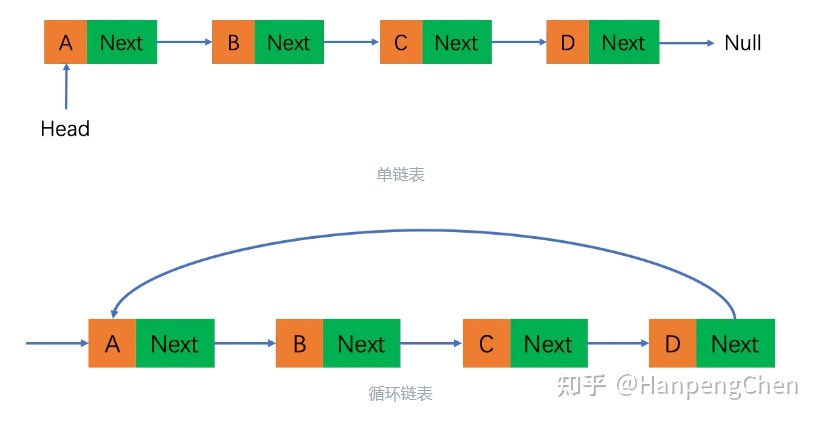 A Next B Next C Next D Next Null
Head
单链表
A Next B Next C Next D Next
知乎 @HanpengChen
循环链表